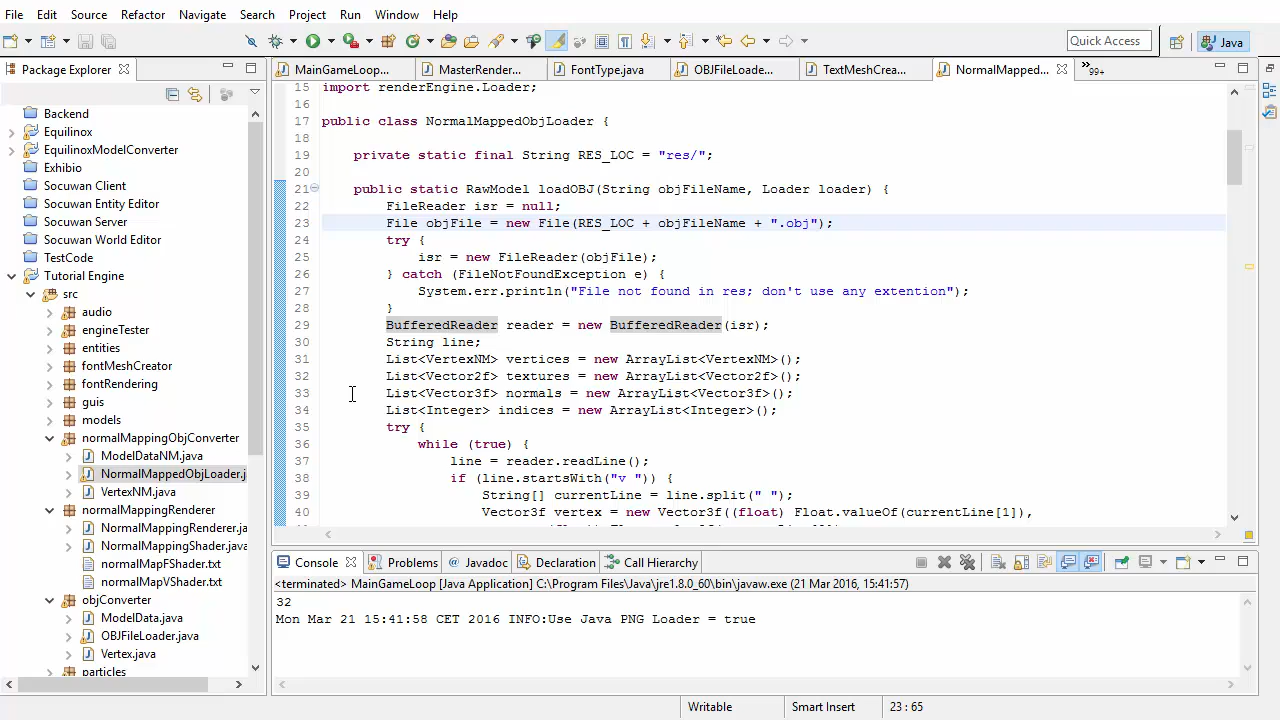 File Edit Source Refactor Navigate Search Project Run Window Help
Quick Access
Java
Package Explorer
Backend
Equilinox
EquilinoxModelConverter
Exhibio
Socuwan Client
Socuwan Entity Editor
Socuwan Server
Socuwan World Editor
TestCode
Tutorial Engine
src
audio
engineTester
entities
fontMeshCreator
fontRendering
guis
models
normalMappingObjConverter
ModelDataNM.java
NormalMappedObjLoader.j
VertexNM.java
normalMappingRenderer
NormalMappingRenderer.ja
NormalMappingShader.java
normalMapFShader.txt
normalMapVShader.txt
objConverter
ModelData.java
OBJFileLoader.java
Vertex.java
particles
MainGameLoop... MasterRender... FontType.java OBJFileLoade... TextMeshCrea... NormalMapped... 99+
15 import renderEngine.Loader;
16
17 public class NormalMappedObjLoader {
18
19 private static final String RES_LOC = "res/";
20
21 public static RawModel loadOBJ(String objFileName, Loader loader) {
22 FileReader isr = null;
23 File objFile = new File(RES_LOC + objFileName + ".obj");
24 try {
25 isr = new FileReader(objFile);
26 } catch (FileNotFoundException e) {
27 System.err.println("File not found in res; don't use any extention");
28 }
29 BufferedReader reader = new BufferedReader(isr);
30 String line;
31 List<VertexNM> vertices = new ArrayList<VertexNM>();
32 List<Vector2f> textures = new ArrayList<Vector2f>();
33 List<Vector3f> normals = new ArrayList<Vector3f>();
34 List<Integer> indices = new ArrayList<Integer>();
35 try {
36 while (true) {
37 line = reader.readLine();
38 if (line.startsWith("v ")) {
39 String[] currentLine = line.split(" ");
40 Vector3f vertex = new Vector3f((float) Float.valueOf(currentLine[1]),
Console Problems Javadoc Declaration Call Hierarchy
<terminated> MainGameLoop [Java Application] C:\Program Files\Java\jre1.8.0_60\bin\javaw.exe (21 Mar 2016, 15:41:57)
32
Mon Mar 21 15:41:58 CET 2016 INFO:Use Java PNG Loader = true
Writable Smart Insert 23 : 65